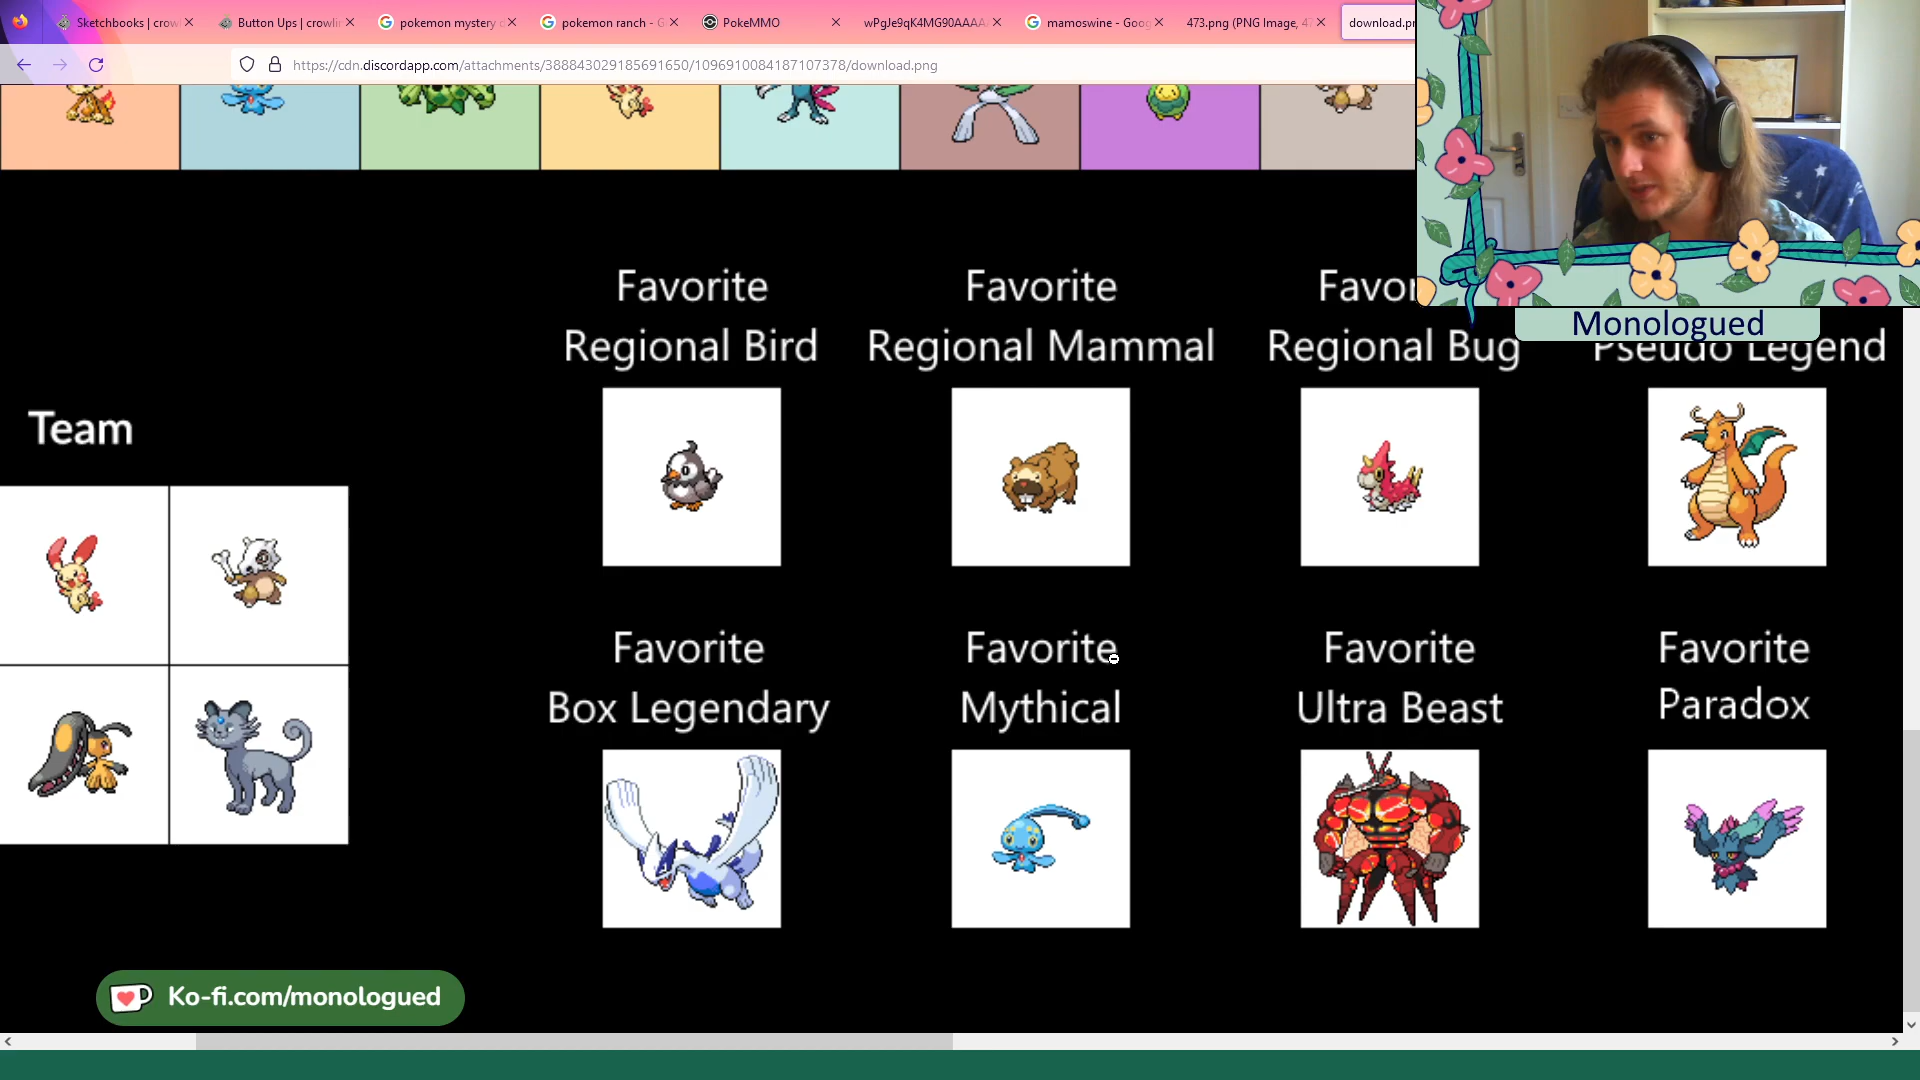 Sketchbooks | crow
Button Ups | crowli
pokemon mystery
pokemon ranch - G
PokeMMO
wPgJe9qK4MG90AAAA
mamoswine - Goog
473.png (PNG Image, 4
download.p
https://cdn.discordapp.com/attachments/388843029185691650/1096910084187107378/download.png
Monologued
Favorite
Regional Bird
Favorite
Regional Mammal
Favor
Regional Bug
Pseudo Legend
Team
Favorite
Box Legendary
Favorite
Mythical
Favorite
Ultra Beast
Favorite
Paradox
Ko-fi.com/monologued